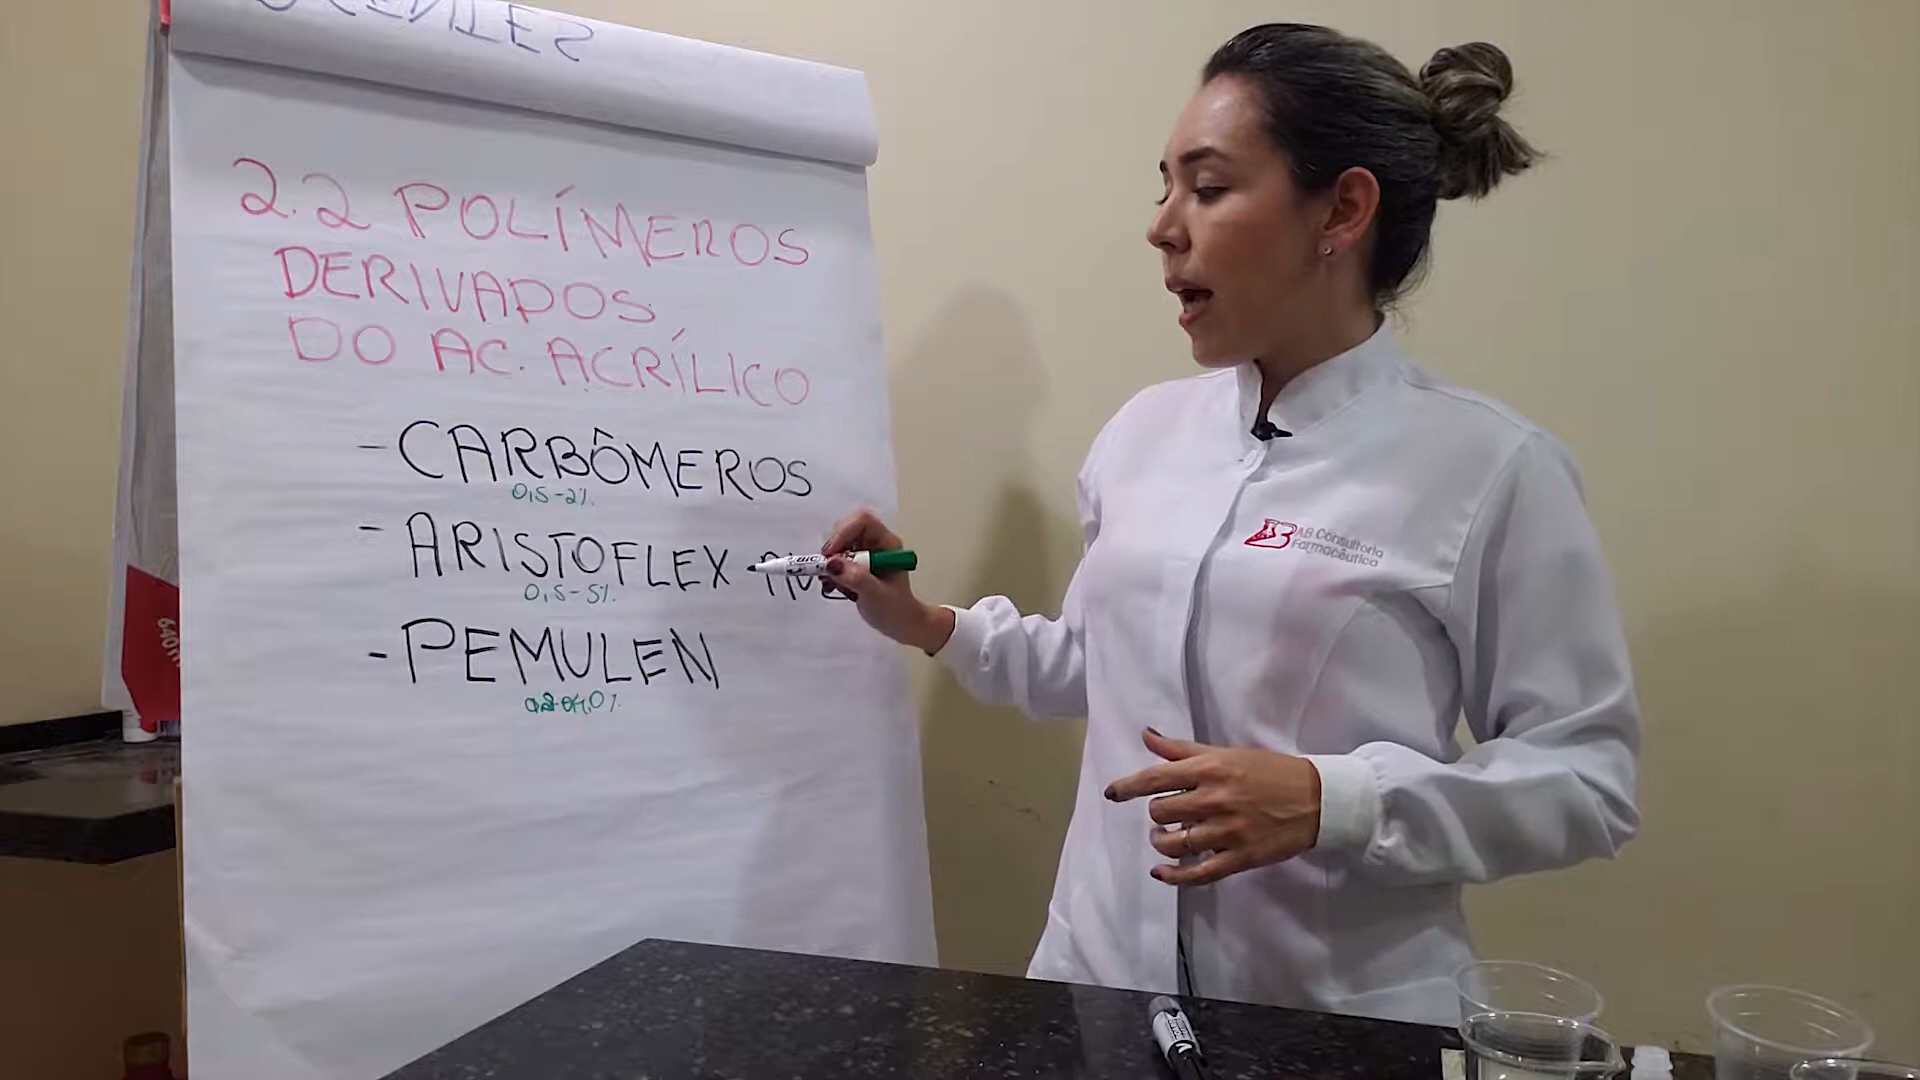 2.2 POLÍMEROS
DERIVADOS
DO AC. ACRÍLICO
- CARBÔMEROS
0,5-2%
- ARISTOFLEX
0,5-5%
- PEMULEN
AB Consultoria
Farmacêutica
BIC